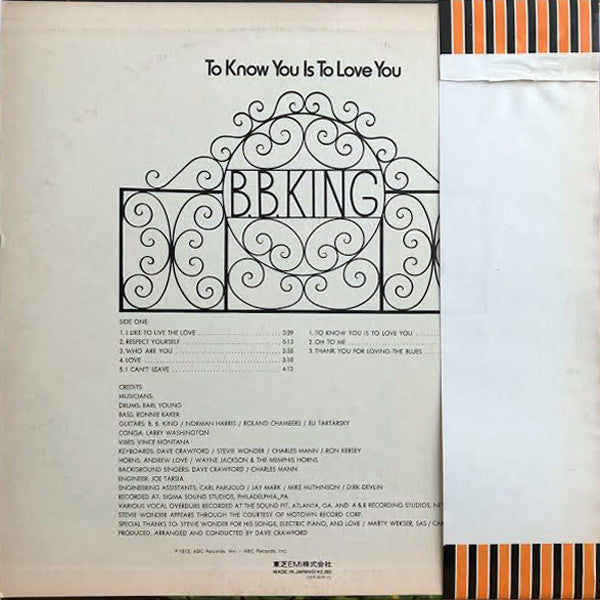 To Know You Is To Love You
B.B.KING
SIDE ONE
1. I LIKE TO LIVE THE LOVE 3:29
2. RESPECT YOURSELF 5:13
3. WHO ARE YOU 3:55
4. LOVE 3:10
5. I CAN'T LEAVE 4:13
1. TO KNOW YOU IS TO LOVE YOU
2. OH TO ME
3. THANK YOU FOR LOVING THE BLUES
CREDITS
MUSICIANS:
DRUMS: EARL YOUNG
BASS: RONNIE BAKER
GUITARS: B. B. KING / NORMAN HARRIS / ROLAND CHAMBERS / ELI TARTARSKY
CONGA: LARRY WASHINGTON
VIBES: VINCE MONTANA
KEYBOARDS: DAVE CRAWFORD / STEVIE WONDER / CHARLES MANN / RON KERSEY
HORNS: ANDREW LOVE / WAYNE JACKSON & THE MEMPHIS HORNS
BACKGROUND SINGERS: DAVE CRAWFORD / CHARLES MANN
ENGINEER: JOE TARSIA
ENGINEERING ASSISTANTS: CARL PARUOLO / JAY MARK / MIKE HUTHINSON / DIRK DEVLIN
RECORDED AT: SIGMA SOUND STUDIOS, PHILADELPHIA, PA
VARIOUS VOCAL OVERDUBS RECORDED AT THE SOUND PIT, ATLANTA, GA. AND A & R RECORDING STUDIOS,
STEVIE WONDER APPEARS THROUGH THE COURTESY OF MOTOWN RECORD CORP.
SPECIAL THANKS TO: STEVIE WONDER FOR HIS SONGS, ELECTRIC PIANO, AND LOVE / MARTY WEKSER, SAS /
PRODUCED, ARRANGED AND CONDUCTED BY DAVE CRAWFORD
℗ 1973, ABC Records, Inc. / ABC Records, Inc.
東芝EMI株式会社
MADE IN JAPAN